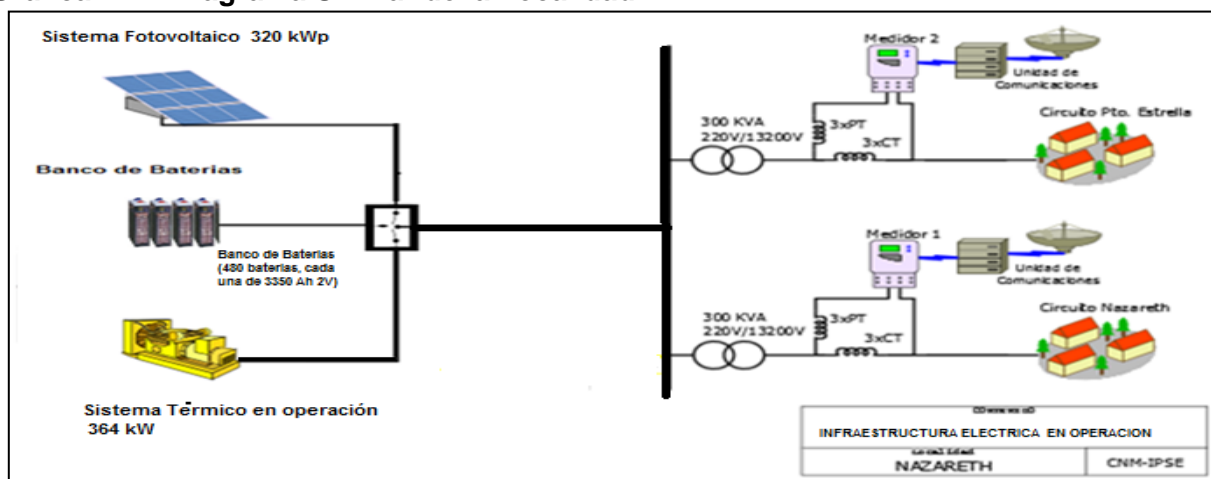 Sistema Fotovoltaico 320 kWp
Banco de Baterias
Banco de Baterias
(480 baterias, cada
una de 3350 Ah 2V)
Sistema Térmico en operación
364 kW
Medidor 2
Unidad de
Comunicaciones
300 KVA
220V/13200V
3xPT
3xCT
Circuito Pto. Estrella
Medidor 1
Unidad de
Comunicaciones
300 KVA
220V/13200V
3xPT
3xCT
Circuito Nazareth
INFRAESTRUCTURA ELECTRICA EN OPERACION
Localidad
NAZARETH
CNM-IPSE